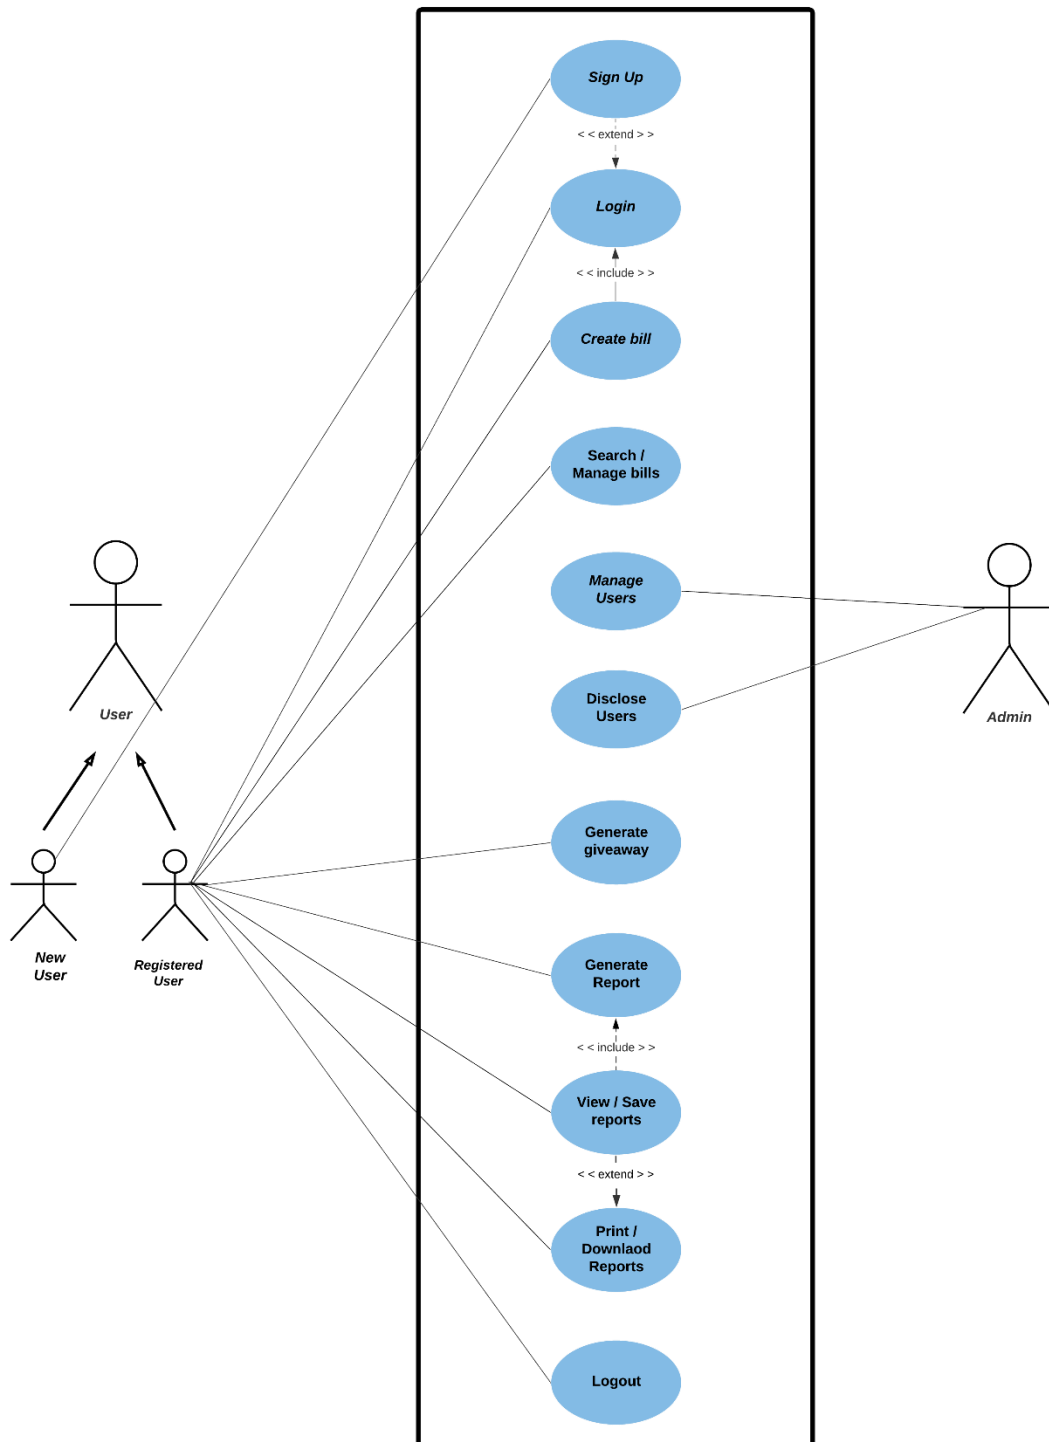 Sign Up
< < extend > >
Login
< < include > >
Create bill
Search /
Manage bills
Manage
Users
User
Disclose
Users
Admin
Generate
giveaway
New
User
Registered
User
Generate
Report
< < include > >
View / Save
reports
< < extend > >
Print /
Downlaod
Reports
Logout